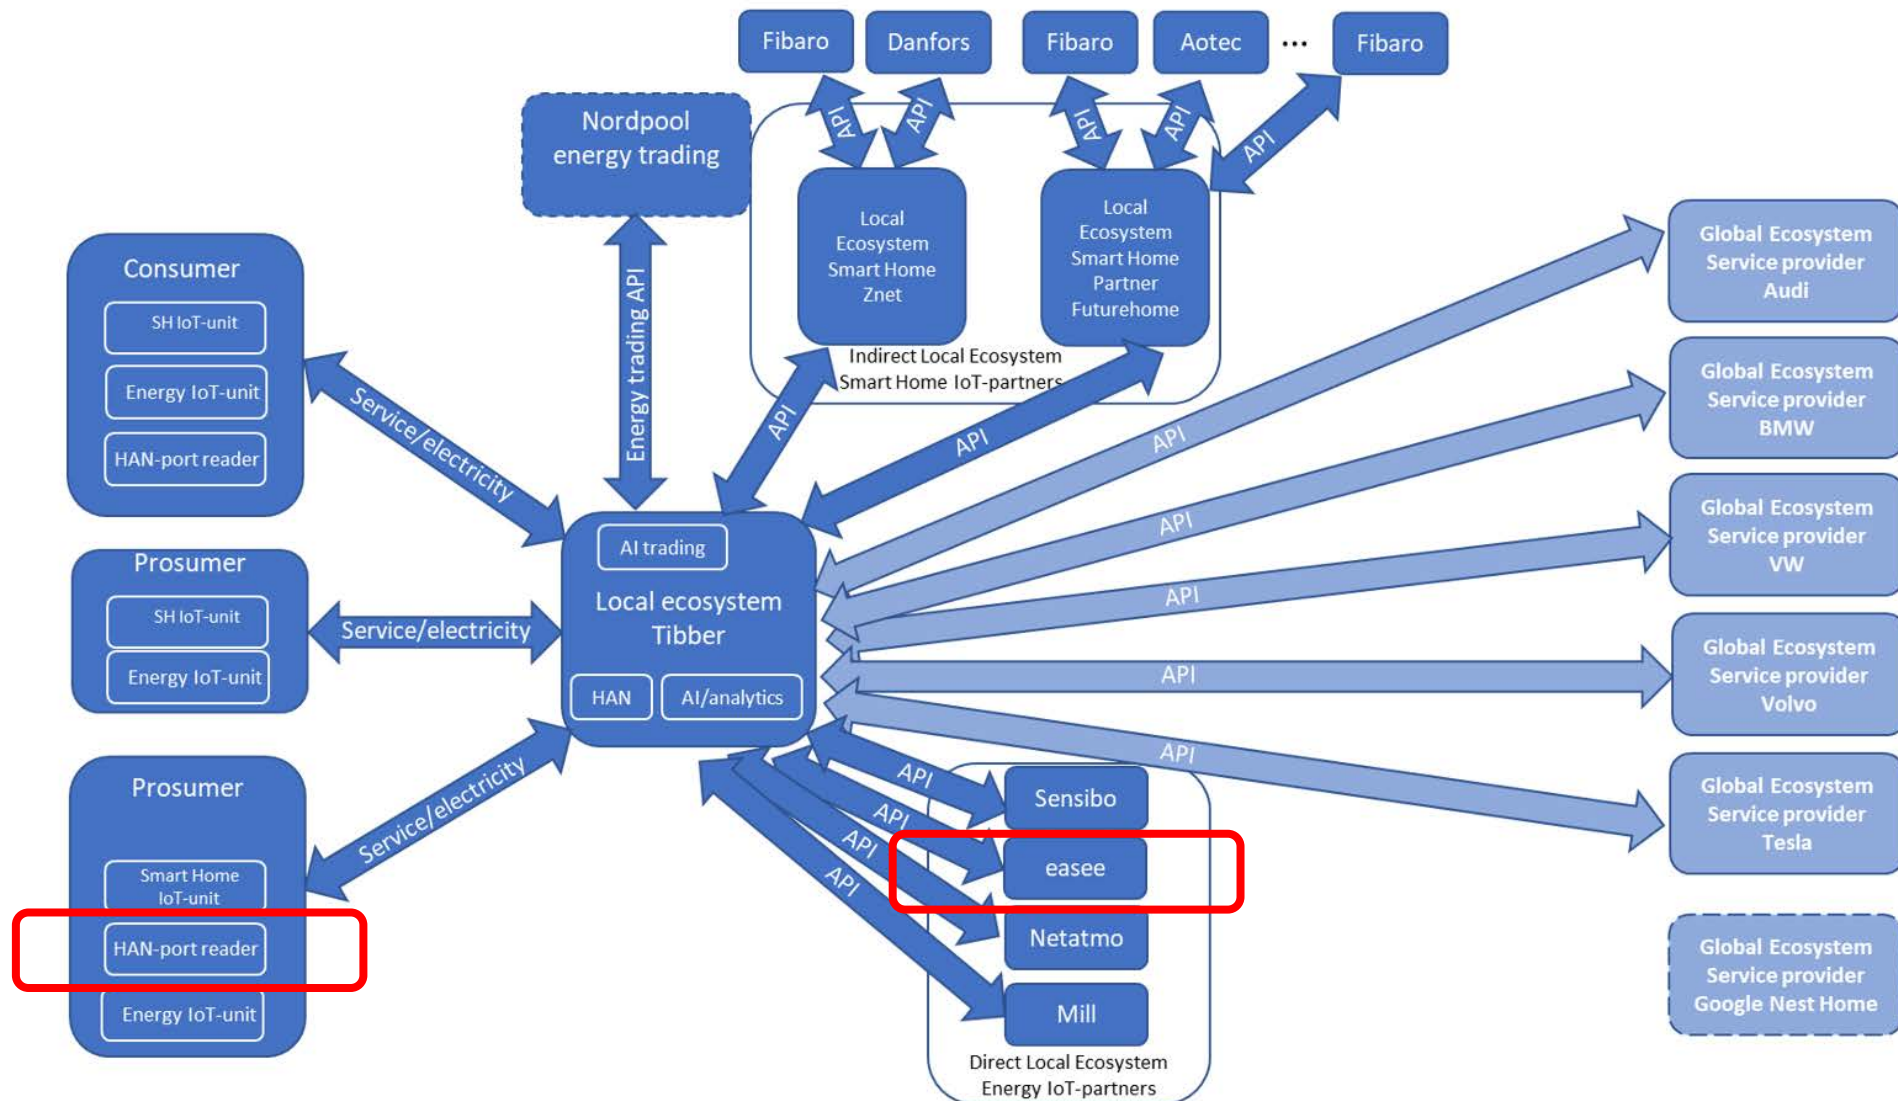 Fibaro
Danfors
Fibaro
Aotec
...
Fibaro
API
API
API
API
API
Nordpool
energy trading
Energy trading API
Local
Ecosystem
Smart Home
Znet
Local
Ecosystem
Smart Home
Partner
Futurehome
Indirect Local Ecosystem
Smart Home IoT-partners
API
API
Consumer
SH IoT-unit
Energy IoT-unit
HAN-port reader
Service/electricity
Prosumer
SH IoT-unit
Energy IoT-unit
Service/electricity
Prosumer
Smart Home
IoT-unit
HAN-port reader
Energy IoT-unit
Service/electricity
AI trading
Local ecosystem
Tibber
HAN
AI/analytics
API
API
API
API
API
Global Ecosystem
Service provider
Audi
Global Ecosystem
Service provider
BMW
Global Ecosystem
Service provider
VW
Global Ecosystem
Service provider
Volvo
Global Ecosystem
Service provider
Tesla
Global Ecosystem
Service provider
Google Nest Home
API
API
API
API
Sensibo
easee
Netatmo
Mill
Direct Local Ecosystem
Energy IoT-partners